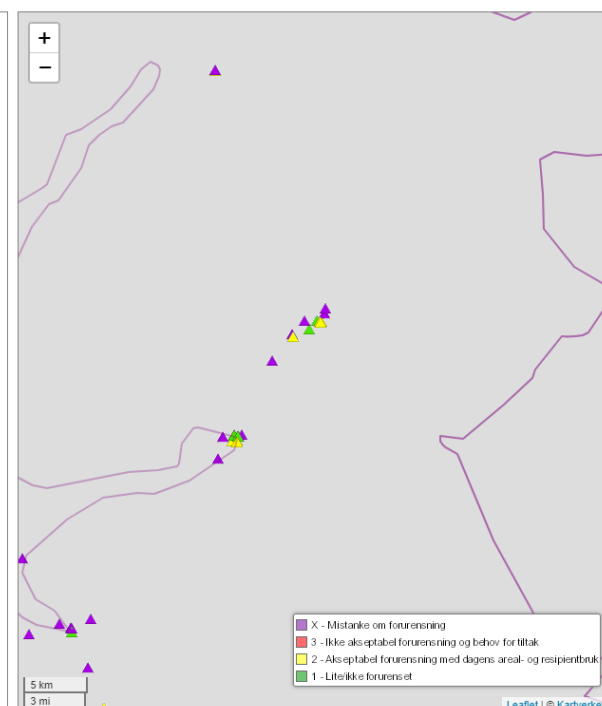 +
−
X - Mistanke om forurensning
3 - Ikke akseptabel forurensning og behov for tiltak
2 - Akseptabel forurensning med dagens areal- og resipientbruk
1 - Lite/ikke forurenset
5 km
3 mi
Leaflet | © Kartverke